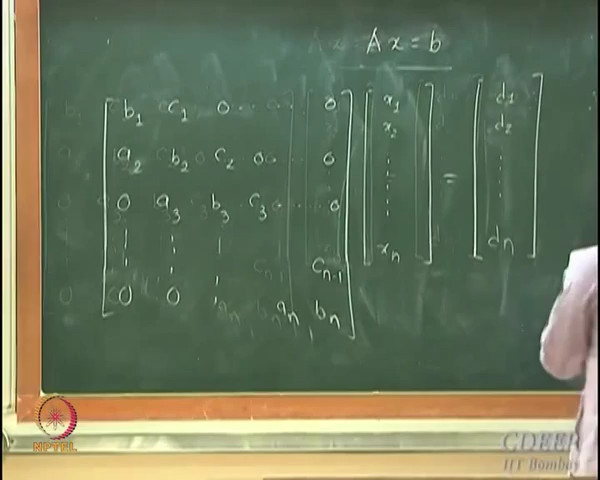 A x = b
b₁ c₁ 0 . . . 0 x₁ d₁
a₂ b₂ c₂ 0 . . . 0 x₂ d₂
0 a₃ b₃ c₃ . . . . 0 =
cₙ₋₁ xₙ dₙ
0 0 aₙ bₙ
NPTEL
CDEEP
IIT Bombay